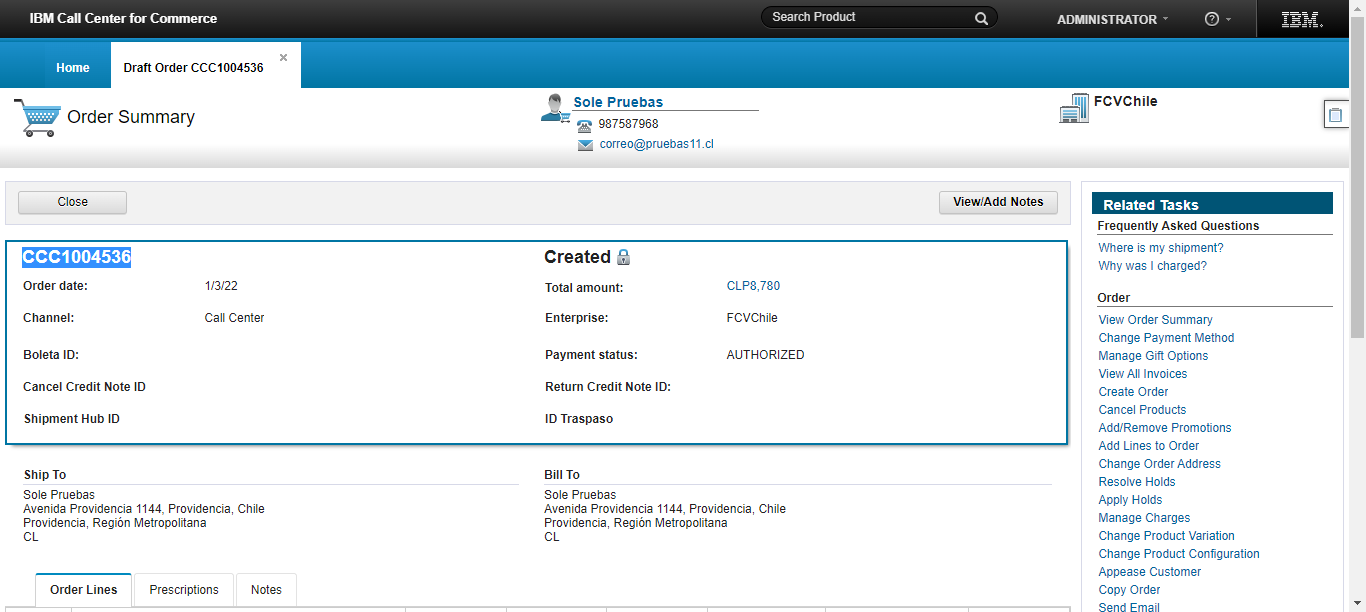 IBM Call Center for Commerce
Search Product
ADMINISTRATOR
?
IBM.
Home
Draft Order CCC1004536
×
Order Summary
Sole Pruebas
987587968
correo@pruebas11.cl
FCVChile
Close
View/Add Notes
CCC1004536
Created
Order date:
1/3/22
Total amount:
CLP8,780
Channel:
Call Center
Enterprise:
FCVChile
Boleta ID:
Payment status:
AUTHORIZED
Cancel Credit Note ID
Return Credit Note ID:
Shipment Hub ID
ID Traspaso
Ship To
Sole Pruebas
Avenida Providencia 1144, Providencia, Chile
Providencia, Región Metropolitana
CL
Bill To
Sole Pruebas
Avenida Providencia 1144, Providencia, Chile
Providencia, Región Metropolitana
CL
Order Lines
Prescriptions
Notes
Related Tasks
Frequently Asked Questions
Where is my shipment?
Why was I charged?
Order
View Order Summary
Change Payment Method
Manage Gift Options
View All Invoices
Create Order
Cancel Products
Add/Remove Promotions
Add Lines to Order
Change Order Address
Resolve Holds
Apply Holds
Manage Charges
Change Product Variation
Change Product Configuration
Appease Customer
Copy Order
Send Email